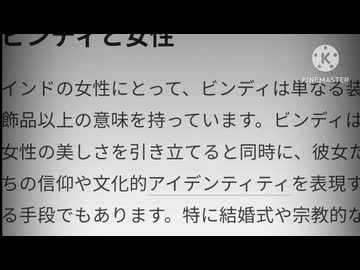 ビンディと女性
KINEMASTER
インドの女性にとって、ビンディは単なる装
飾品以上の意味を持っています。ビンディは
女性の美しさを引き立てると同時に、彼女た
ちの信仰や文化的アイデンティティを表現す
る手段でもあります。特に結婚式や宗教的な